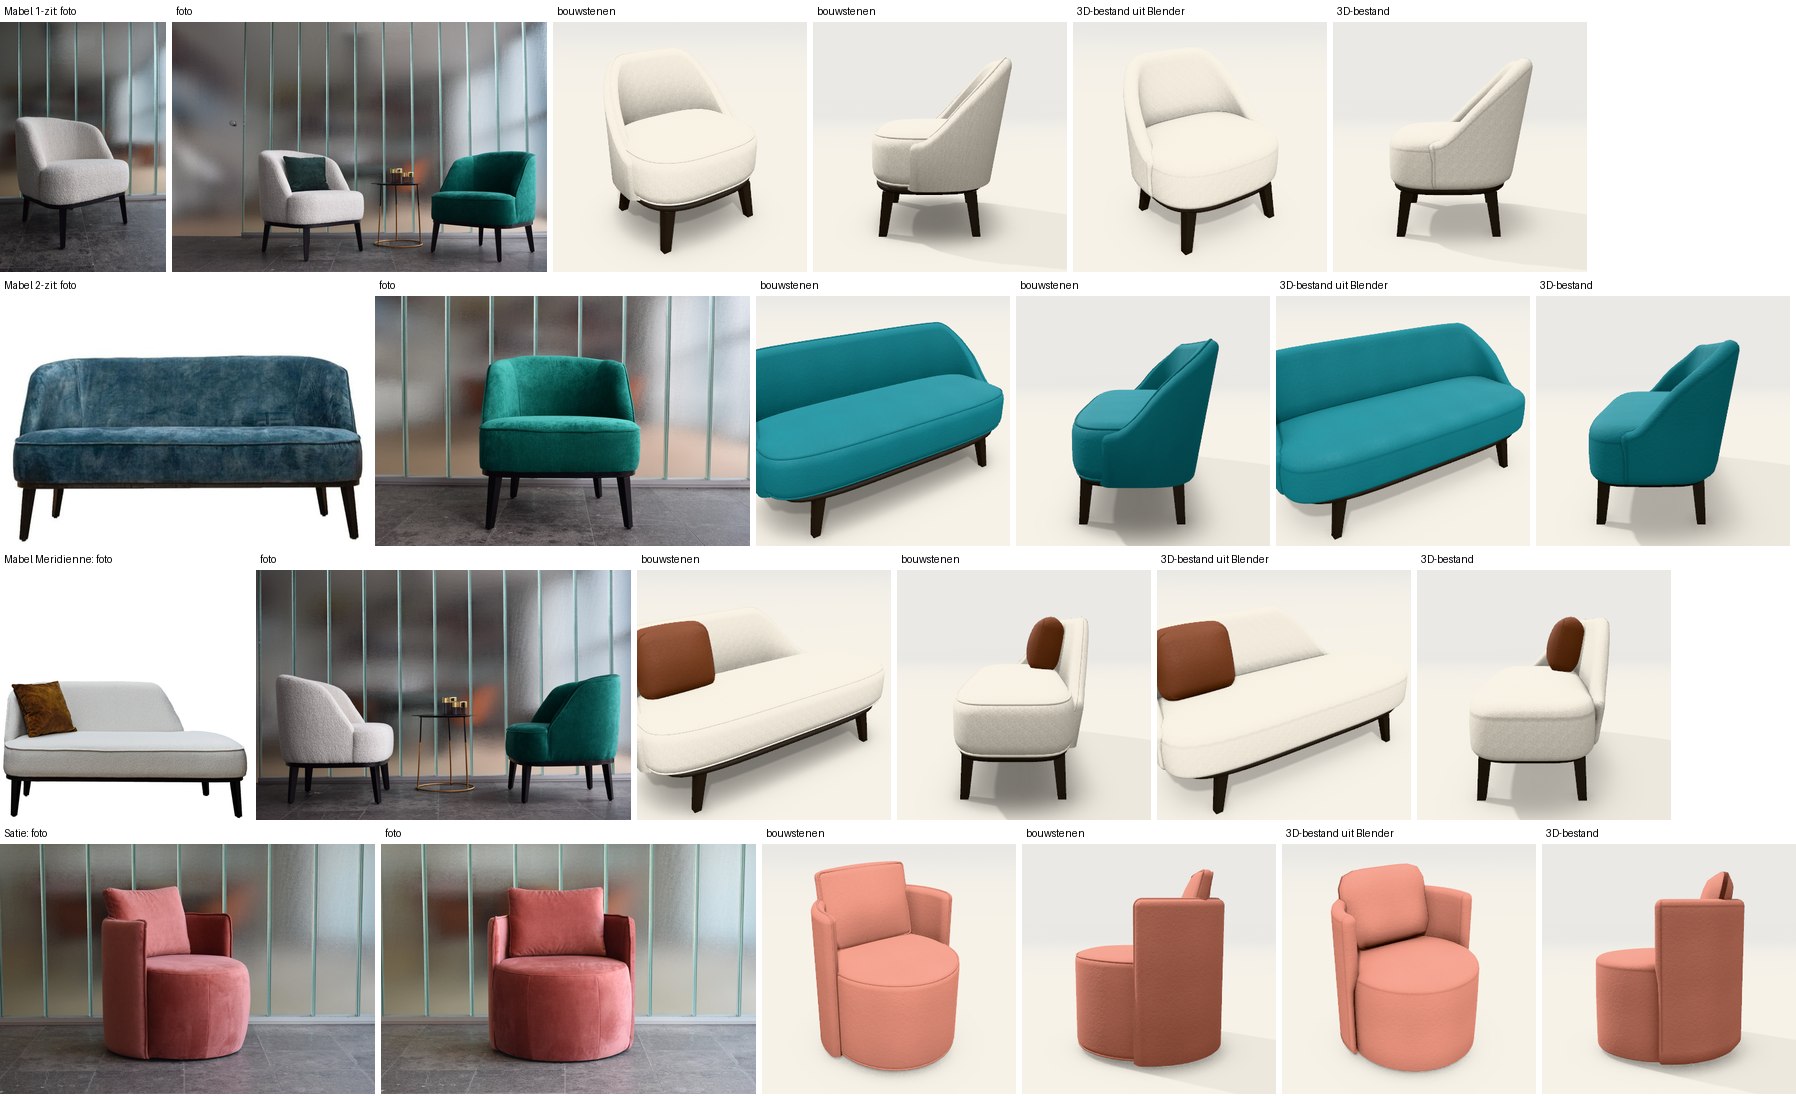 Mabel 1-zit: foto
foto
bouwstenen
bouwstenen
3D-bestand uit Blender
3D-bestand
Mabel 2-zit: foto
foto
bouwstenen
bouwstenen
3D-bestand uit Blender
3D-bestand
Mabel Meridienne: foto
foto
bouwstenen
bouwstenen
3D-bestand uit Blender
3D-bestand
Satie: foto
foto
bouwstenen
bouwstenen
3D-bestand uit Blender
3D-bestand